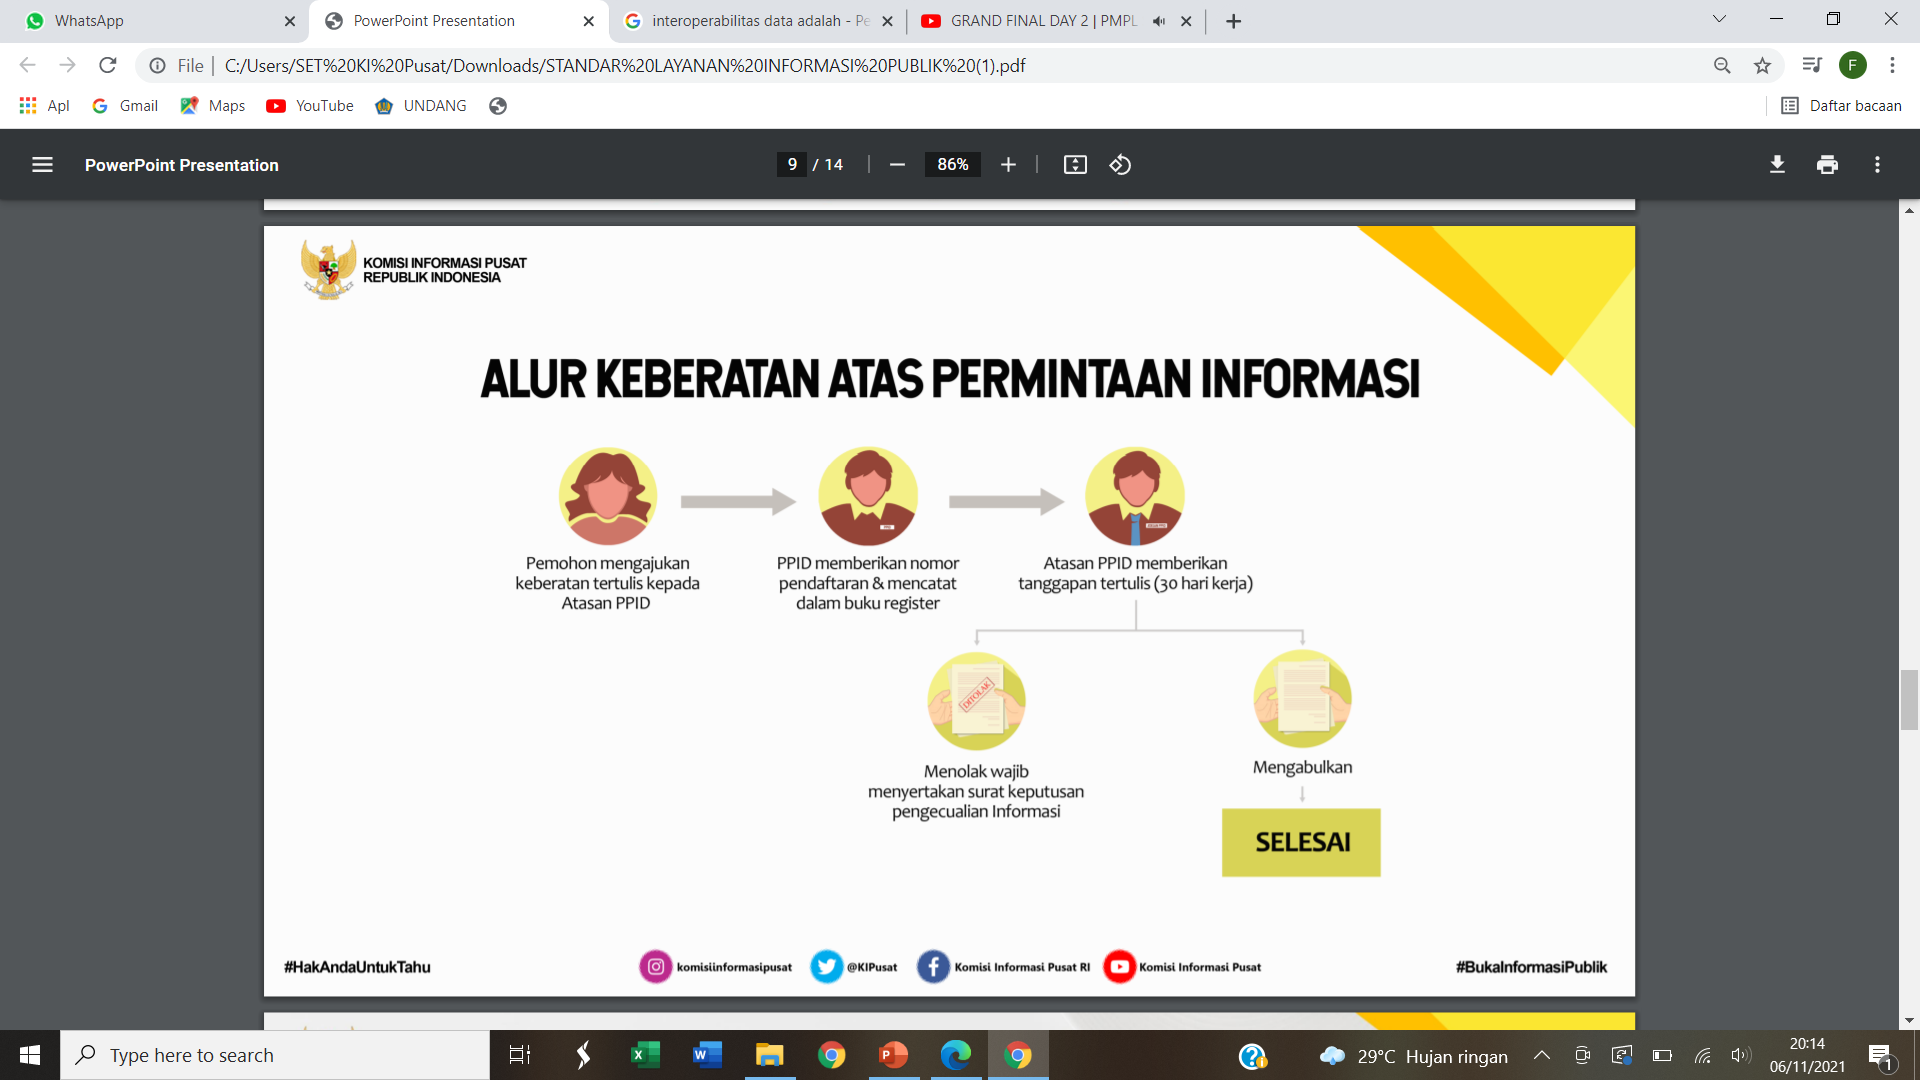 WhatsApp
PowerPoint Presentation
interoperabilitas data adalah - Pe
GRAND FINAL DAY 2 | PMPL
File
C:/Users/SET%20KI%20Pusat/Downloads/STANDAR%20LAYANAN%20INFORMASI%20PUBLIK%20(1).pdf
F
Apl
Gmail
Maps
YouTube
UNDANG
Daftar bacaan
PowerPoint Presentation
9 / 14
86%
KOMISI INFORMASI PUSAT
REPUBLIK INDONESIA
ALUR KEBERATAN ATAS PERMINTAAN INFORMASI
Pemohon mengajukan
keberatan tertulis kepada
Atasan PPID
PPID memberikan nomor
pendaftaran & mencatat
dalam buku register
Atasan PPID memberikan
tanggapan tertulis (30 hari kerja)
DITOLAK
Menolak wajib
menyertakan surat keputusan
pengecualian Informasi
Mengabulkan
SELESAI
#HakAndaUntukTahu
komisiinformasipusat
@KIPusat
Komisi Informasi Pusat RI
Komisi Informasi Pusat
#BukaInformasiPublik
Type here to search
29°C Hujan ringan
20:14
06/11/2021
1